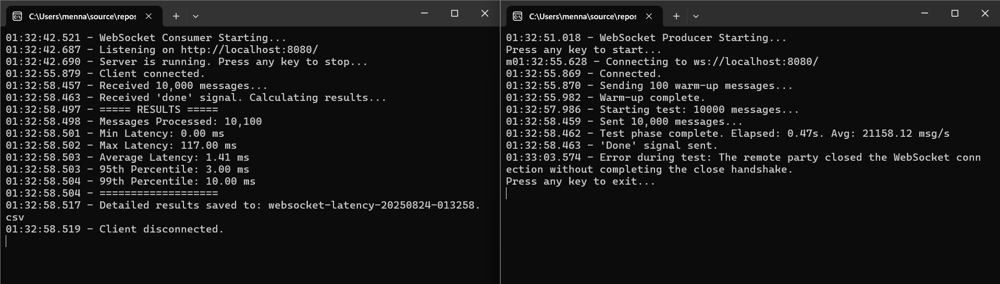 C:\Users\menna\source\repos
01:32:42.521 - WebSocket Consumer Starting...
01:32:42.687 - Listening on http://localhost:8080/
01:32:42.690 - Server is running. Press any key to stop...
01:32:55.879 - Client connected.
01:32:58.457 - Received 10,000 messages...
01:32:58.463 - Received 'done' signal. Calculating results...
01:32:58.497 - ===== RESULTS =====
01:32:58.498 - Messages Processed: 10,100
01:32:58.501 - Min Latency: 0.00 ms
01:32:58.502 - Max Latency: 117.00 ms
01:32:58.503 - Average Latency: 1.41 ms
01:32:58.503 - 95th Percentile: 3.00 ms
01:32:58.504 - 99th Percentile: 10.00 ms
01:32:58.504 - ===================
01:32:58.517 - Detailed results saved to: websocket-latency-20250824-013258.
csv
01:32:58.519 - Client disconnected.
C:\Users\menna\source\repos
01:32:51.018 - WebSocket Producer Starting...
Press any key to start...
m01:32:55.628 - Connecting to ws://localhost:8080/
01:32:55.869 - Connected.
01:32:55.870 - Sending 100 warm-up messages...
01:32:55.982 - Warm-up complete.
01:32:57.986 - Starting test: 10000 messages...
01:32:58.459 - Sent 10,000 messages...
01:32:58.462 - Test phase complete. Elapsed: 0.47s. Avg: 21158.12 msg/s
01:32:58.463 - 'Done' signal sent.
01:33:03.574 - Error during test: The remote party closed the WebSocket conn
ection without completing the close handshake.
Press any key to exit...